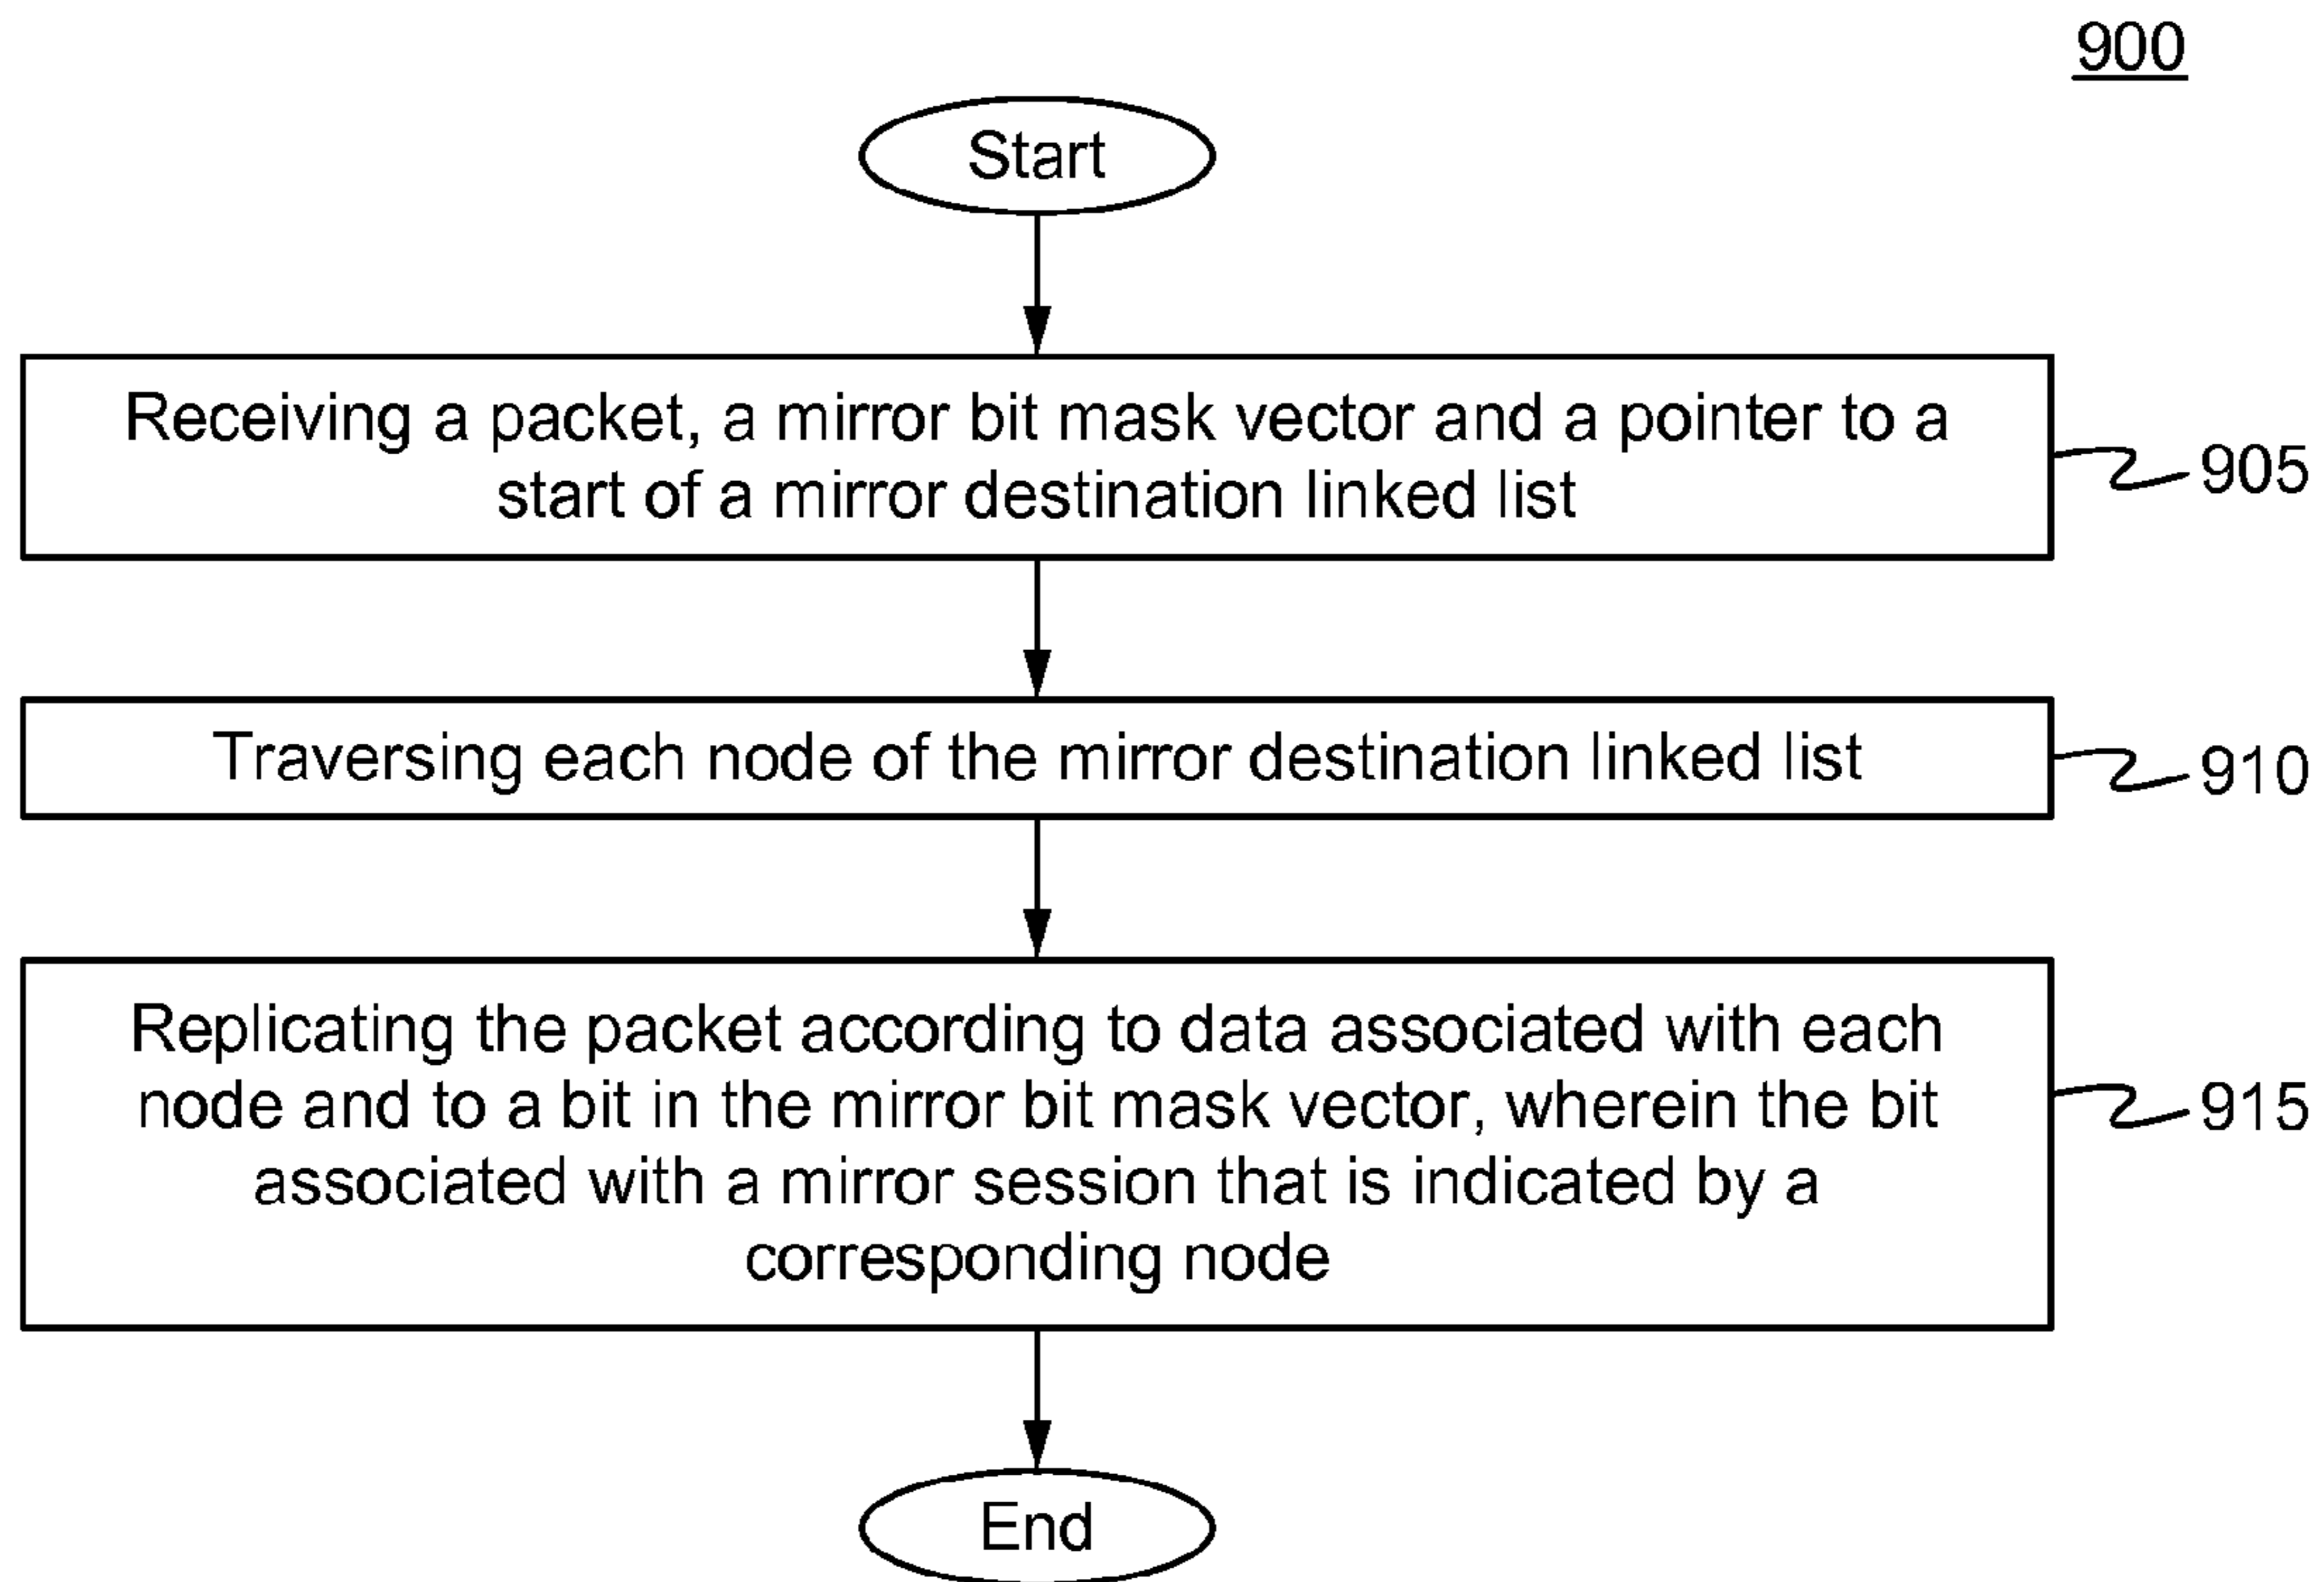 900
Start
Receiving a packet, a mirror bit mask vector and a pointer to a
start of a mirror destination linked list
905
Traversing each node of the mirror destination linked list
910
Replicating the packet according to data associated with each
node and to a bit in the mirror bit mask vector, wherein the bit
associated with a mirror session that is indicated by a
corresponding node
915
End